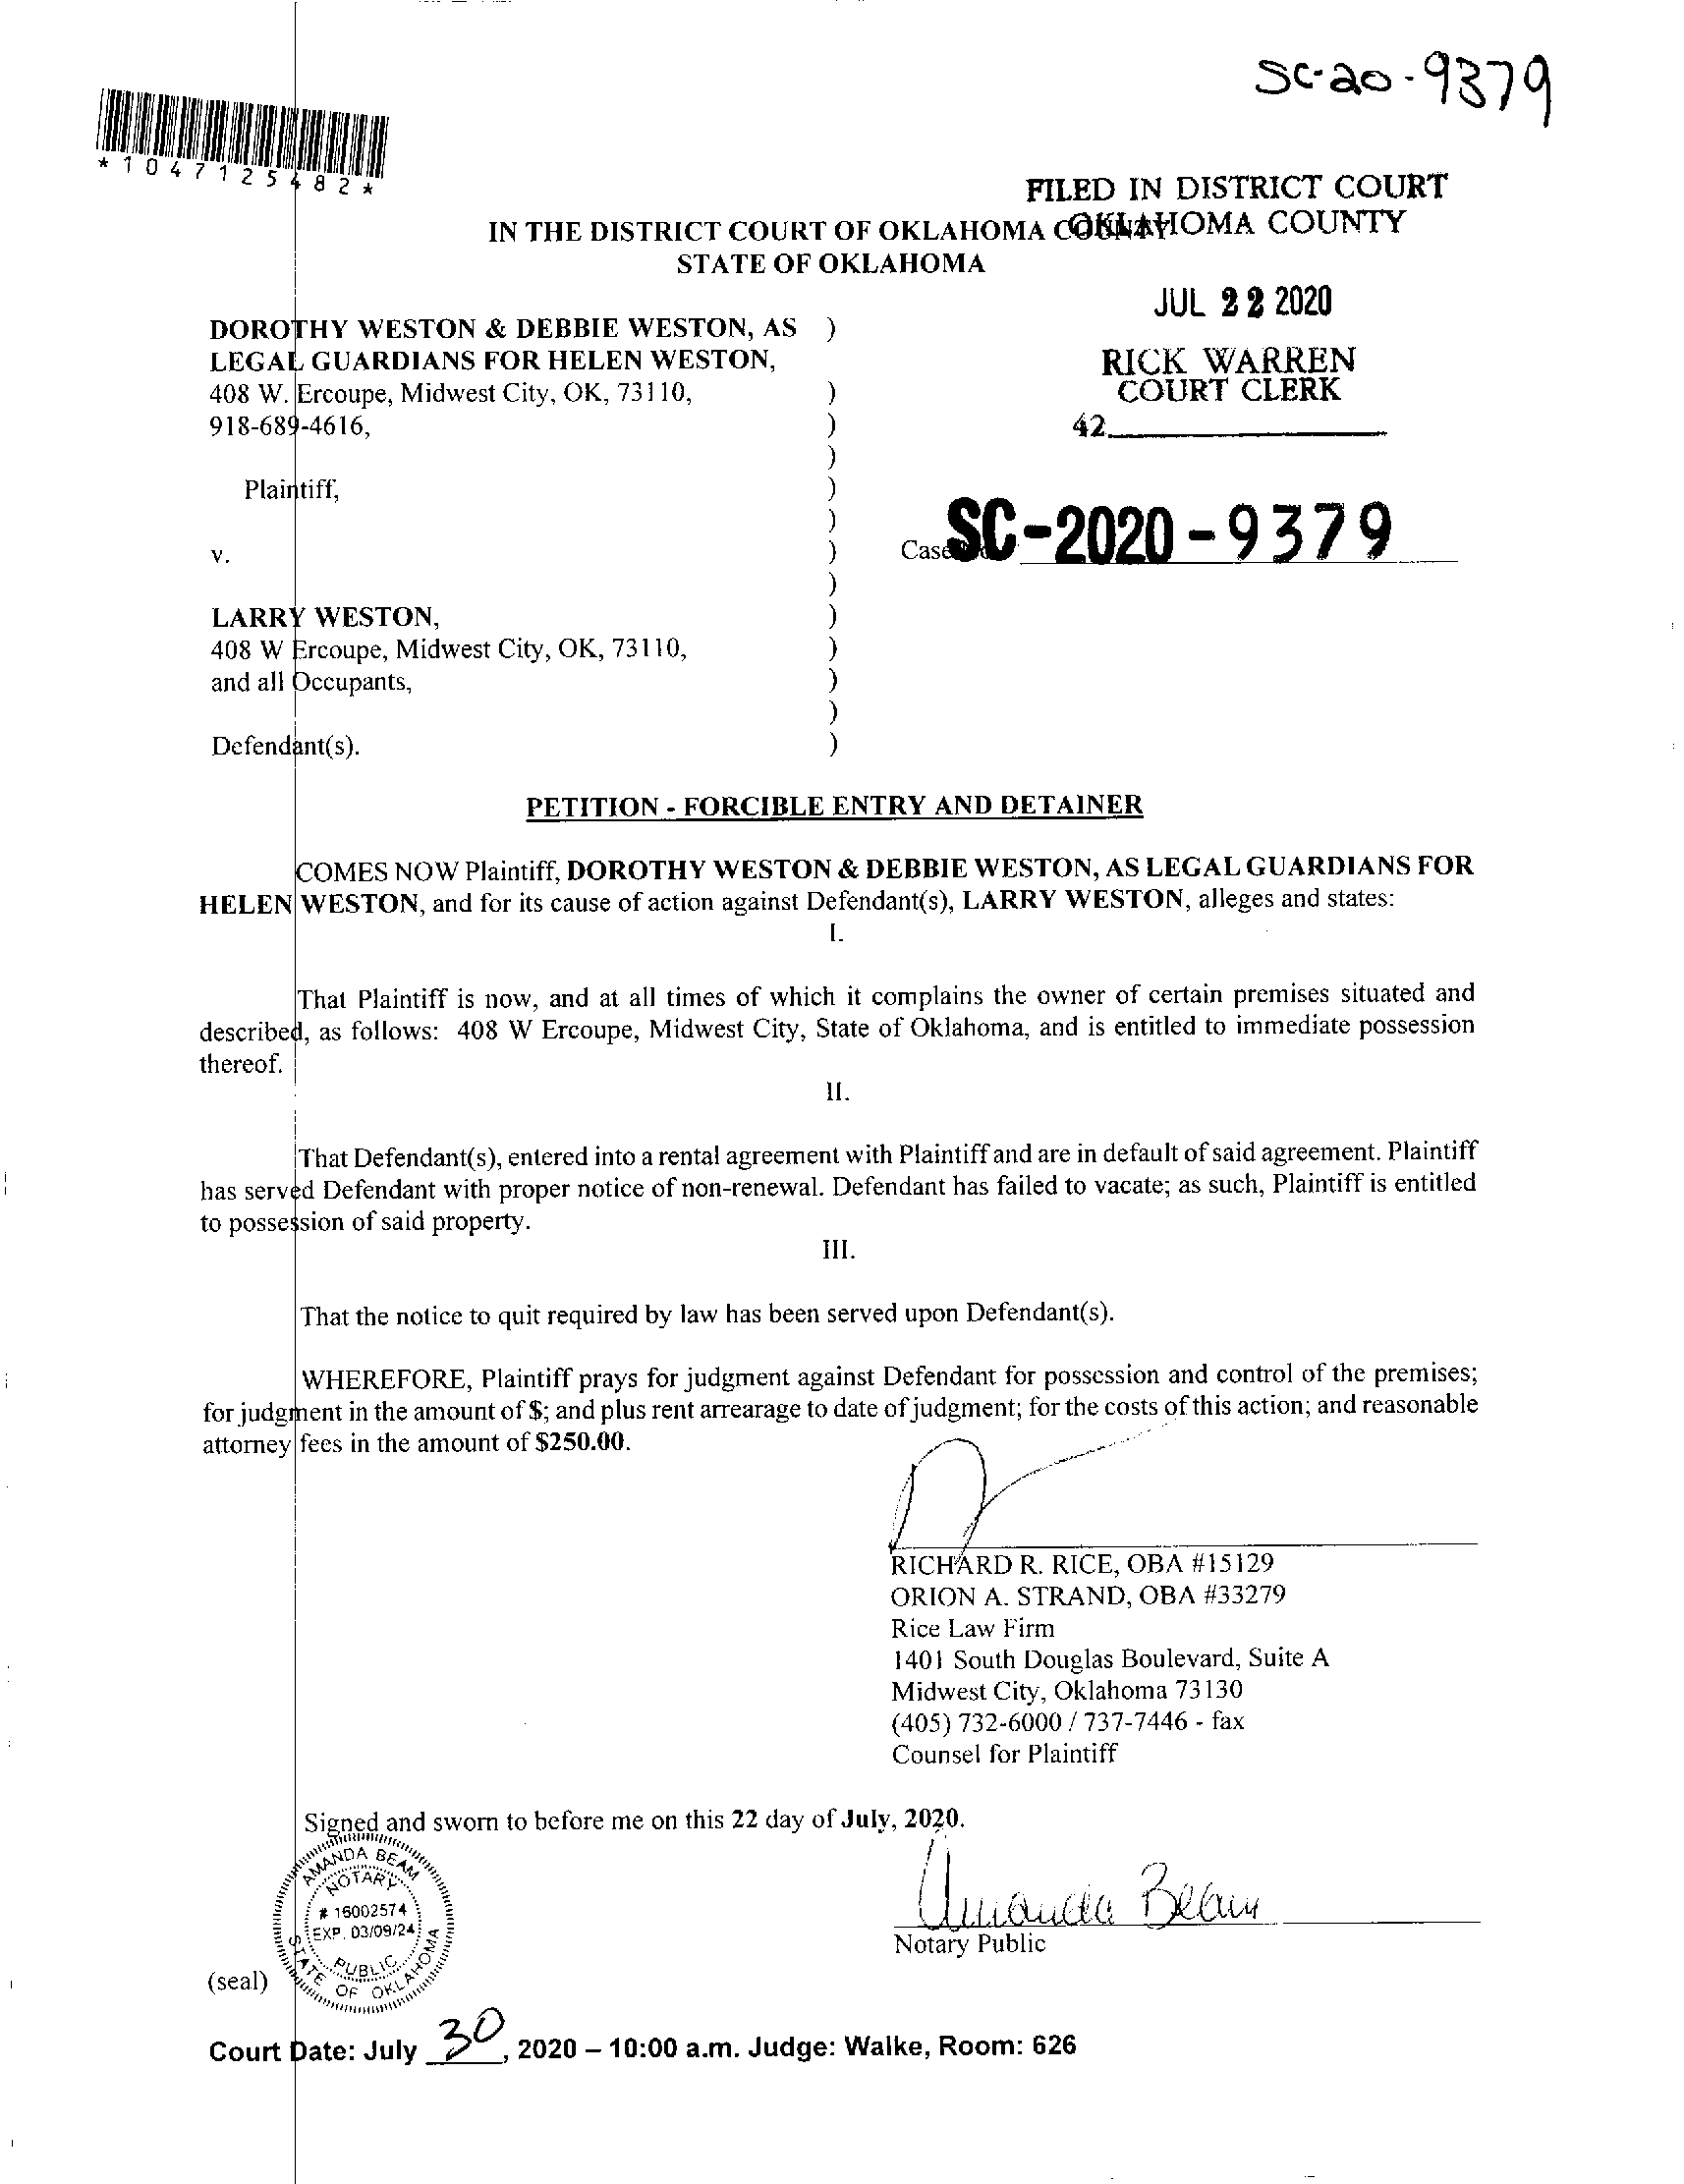 SC-20-9379
*1047125482*
FILED IN DISTRICT COURT
OKLAHOMA COUNTY
IN THE DISTRICT COURT OF OKLAHOMA COUNTY
STATE OF OKLAHOMA
JUL 22 2020
RICK WARREN
COURT CLERK
42
DOROTHY WESTON & DEBBIE WESTON, AS )
LEGAL GUARDIANS FOR HELEN WESTON,
408 W. Ercoupe, Midwest City, OK, 73110, )
918-689-4616, )
)
Plaintiff, )
)
v. ) Case SC-2020-9379
)
LARRY WESTON, )
408 W Ercoupe, Midwest City, OK, 73110, )
and all Occupants, )
)
Defendant(s). )
PETITION - FORCIBLE ENTRY AND DETAINER
COMES NOW Plaintiff, DOROTHY WESTON & DEBBIE WESTON, AS LEGAL GUARDIANS FOR
HELEN WESTON, and for its cause of action against Defendant(s), LARRY WESTON, alleges and states:
I.
That Plaintiff is now, and at all times of which it complains the owner of certain premises situated and
described, as follows: 408 W Ercoupe, Midwest City, State of Oklahoma, and is entitled to immediate possession
thereof.
II.
That Defendant(s), entered into a rental agreement with Plaintiff and are in default of said agreement. Plaintiff
has served Defendant with proper notice of non-renewal. Defendant has failed to vacate; as such, Plaintiff is entitled
to possession of said property.
III.
That the notice to quit required by law has been served upon Defendant(s).
WHEREFORE, Plaintiff prays for judgment against Defendant for possession and control of the premises;
for judgment in the amount of $; and plus rent arrearage to date of judgment; for the costs of this action; and reasonable
attorney fees in the amount of $250.00.
RICHARD R. RICE, OBA #15129
ORION A. STRAND, OBA #33279
Rice Law Firm
1401 South Douglas Boulevard, Suite A
Midwest City, Oklahoma 73130
(405) 732-6000 / 737-7446 - fax
Counsel for Plaintiff
Signed and sworn to before me on this 22 day of July, 2020.
AMANDA BEAM
NOTARY
# 16002574
EXP. 03/09/24
PUBLIC
STATE OF OKLAHOMA
Amanda Beam
Notary Public
(seal)
Court Date: July 30, 2020 – 10:00 a.m. Judge: Walke, Room: 626